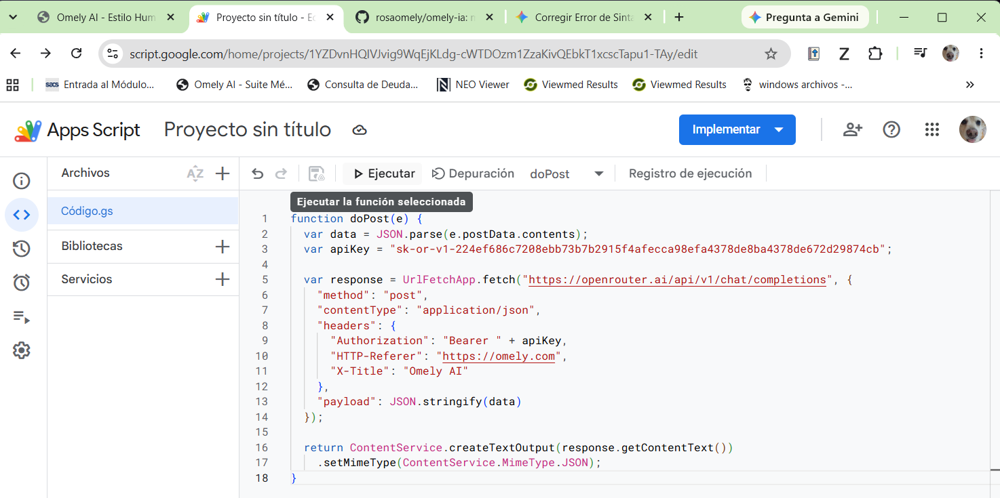 Omely AI - Estilo Hum
Proyecto sin título - Ec
rosaomely/omely-ia: n
Corregir Error de Sinta
Pregunta a Gemini
script.google.com/home/projects/1YZDvnHQIVJvig9WqEjKLdg-cWTDOzm1ZzaKivQEbkT1xcscTapu1-TAy/edit
sacs Entrada al Módulo...
Omely AI - Suite Mé...
Consulta de Deuda...
NEO Viewer
Viewmed Results
Viewmed Results
windows archivos -...
Apps Script
Proyecto sin título
Implementar
Archivos
AZ
Ejecutar
Depuración
doPost
Registro de ejecución
Ejecutar la función seleccionada
Código.gs
Bibliotecas
Servicios
1 function doPost(e) {
2 var data = JSON.parse(e.postData.contents);
3 var apiKey = "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";
4
5 var response = UrlFetchApp.fetch("https://openrouter.ai/api/v1/chat/completions", {
6 "method": "post",
7 "contentType": "application/json",
8 "headers": {
9 "Authorization": "Bearer " + apiKey,
10 "HTTP-Referer": "https://omely.com",
11 "X-Title": "Omely AI"
12 },
13 "payload": JSON.stringify(data)
14 });
15
16 return ContentService.createTextOutput(response.getContentText())
17 .setMimeType(ContentService.MimeType.JSON);
18 }